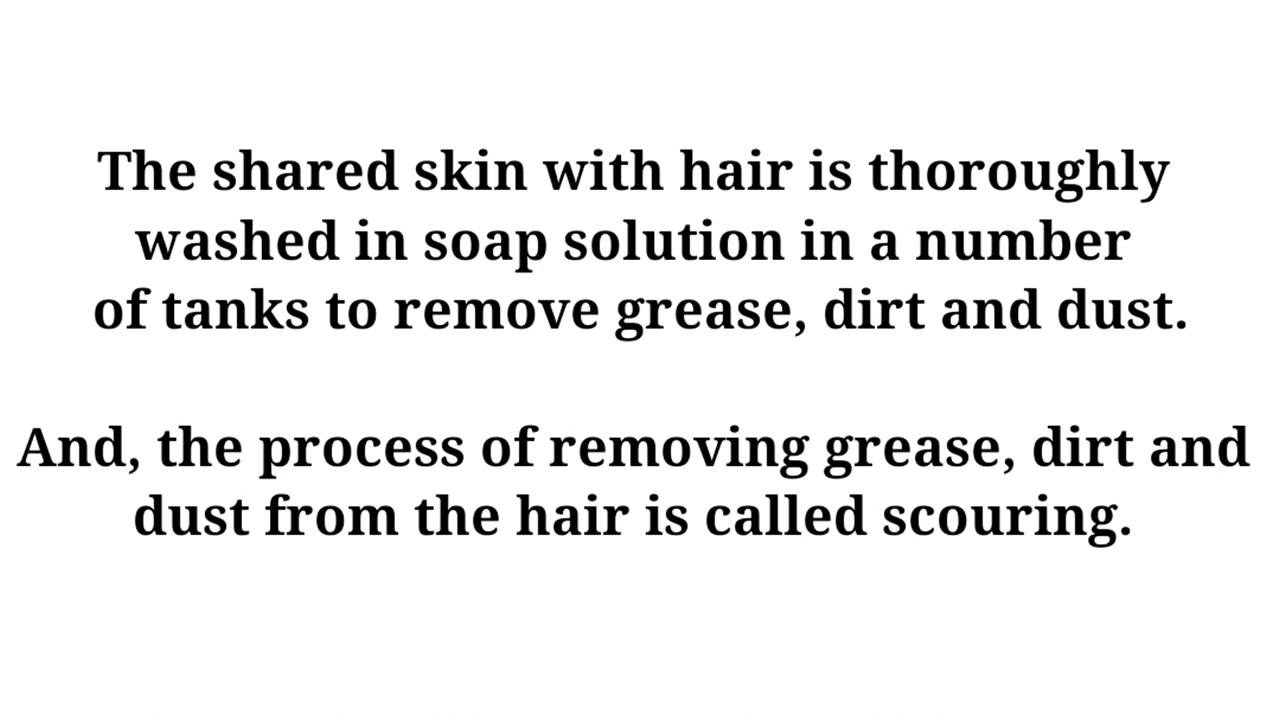 The shared skin with hair is thoroughly
washed in soap solution in a number
of tanks to remove grease, dirt and dust.
And, the process of removing grease, dirt and
dust from the hair is called scouring.